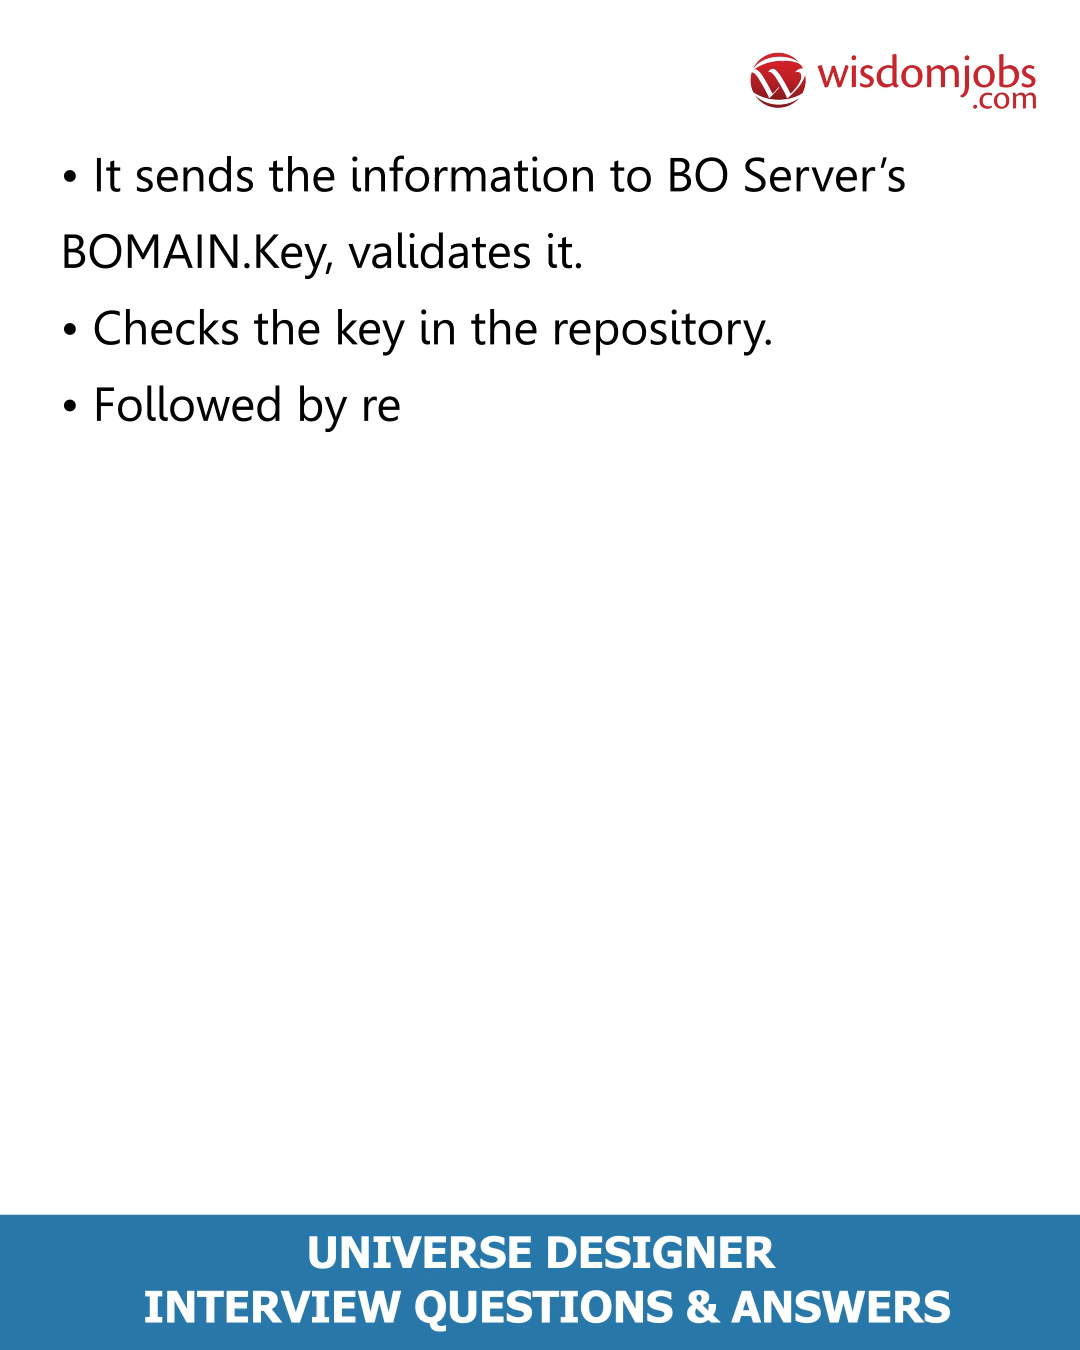 wisdomjobs
.com
• It sends the information to BO Server’s
BOMAIN.Key, validates it.
• Checks the key in the repository.
• Followed by re
UNIVERSE DESIGNER
INTERVIEW QUESTIONS & ANSWERS